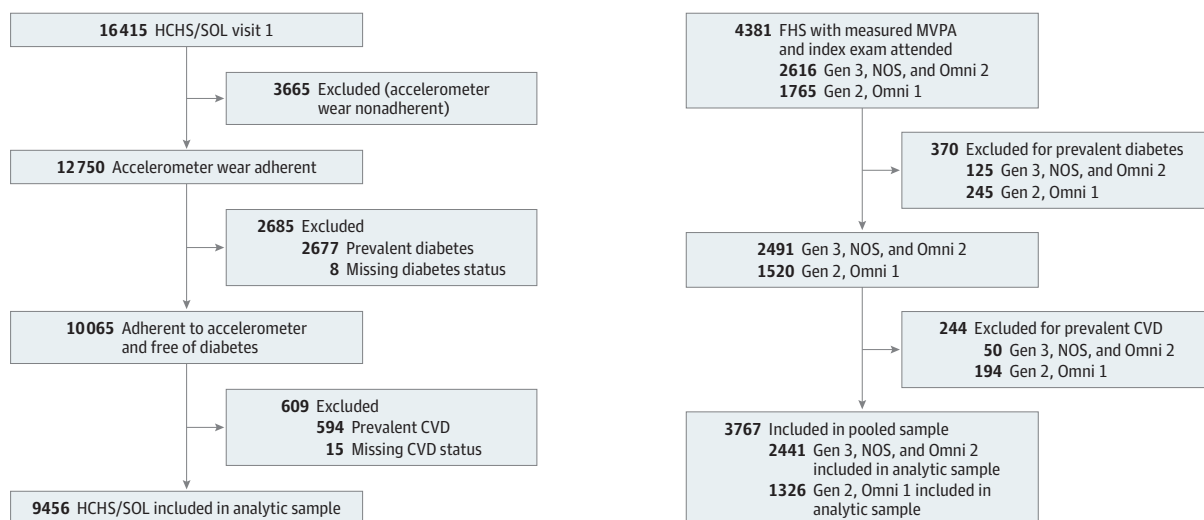 16415 HCHS/SOL visit 1
3665 Excluded (accelerometer
wear nonadherent)
12750 Accelerometer wear adherent
2685 Excluded
2677 Prevalent diabetes
8 Missing diabetes status
10065 Adherent to accelerometer
and free of diabetes
609 Excluded
594 Prevalent CVD
15 Missing CVD status
9456 HCHS/SOL included in analytic sample
4381 FHS with measured MVPA
and index exam attended
2616 Gen 3, NOS, and Omni 2
1765 Gen 2, Omni 1
370 Excluded for prevalent diabetes
125 Gen 3, NOS, and Omni 2
245 Gen 2, Omni 1
2491 Gen 3, NOS, and Omni 2
1520 Gen 2, Omni 1
244 Excluded for prevalent CVD
50 Gen 3, NOS, and Omni 2
194 Gen 2, Omni 1
3767 Included in pooled sample
2441 Gen 3, NOS, and Omni 2
included in analytic sample
1326 Gen 2, Omni 1 included in
analytic sample